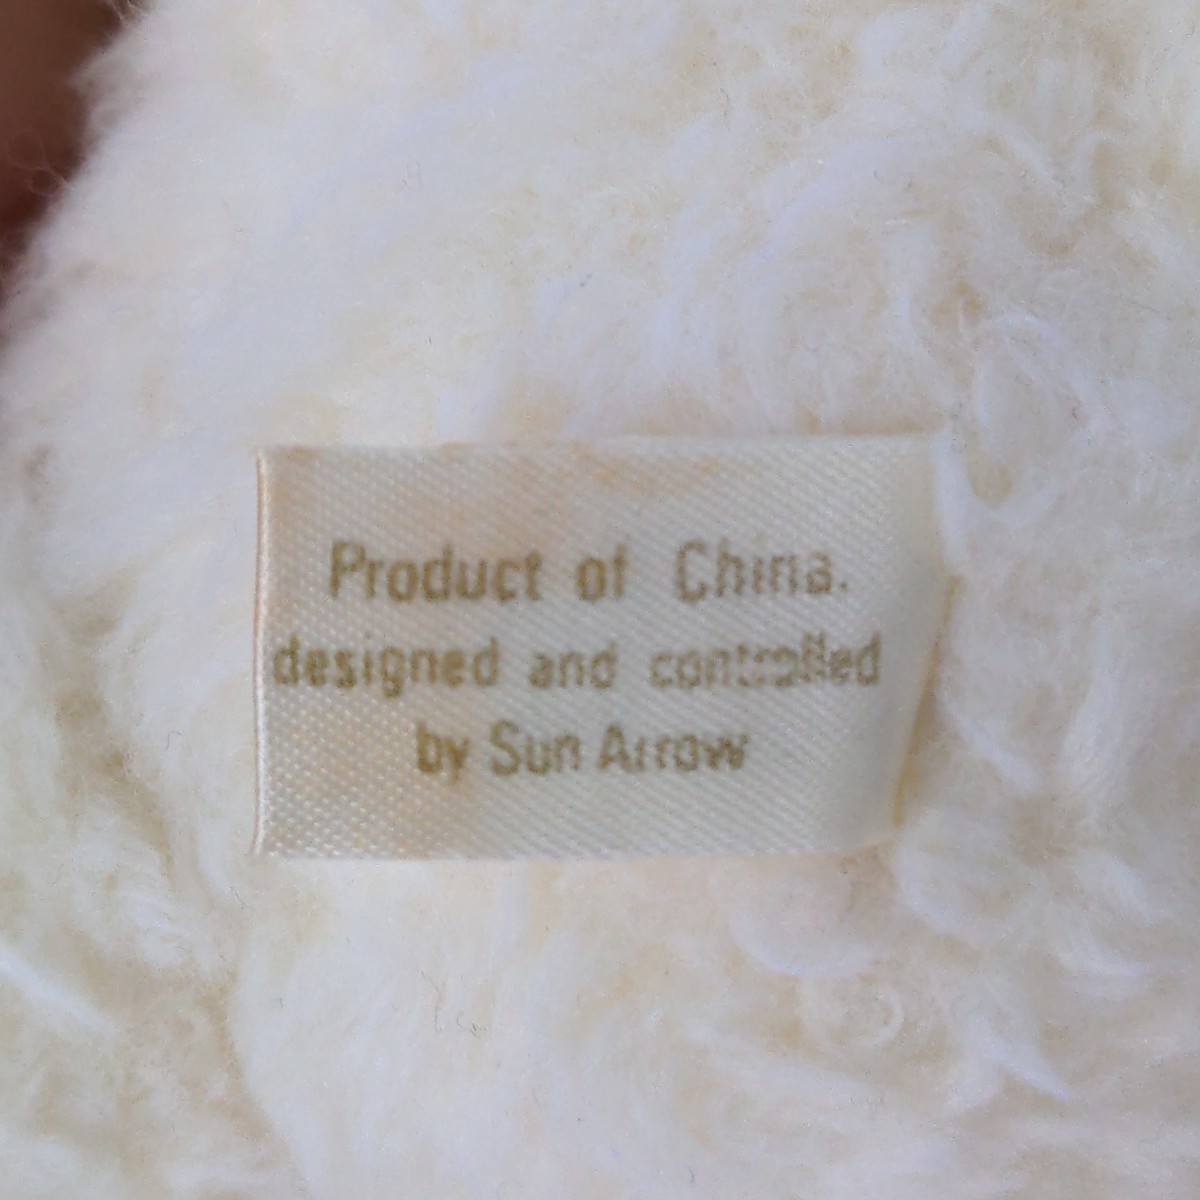 Product of China.
designed and controlled
by Sun Arrow